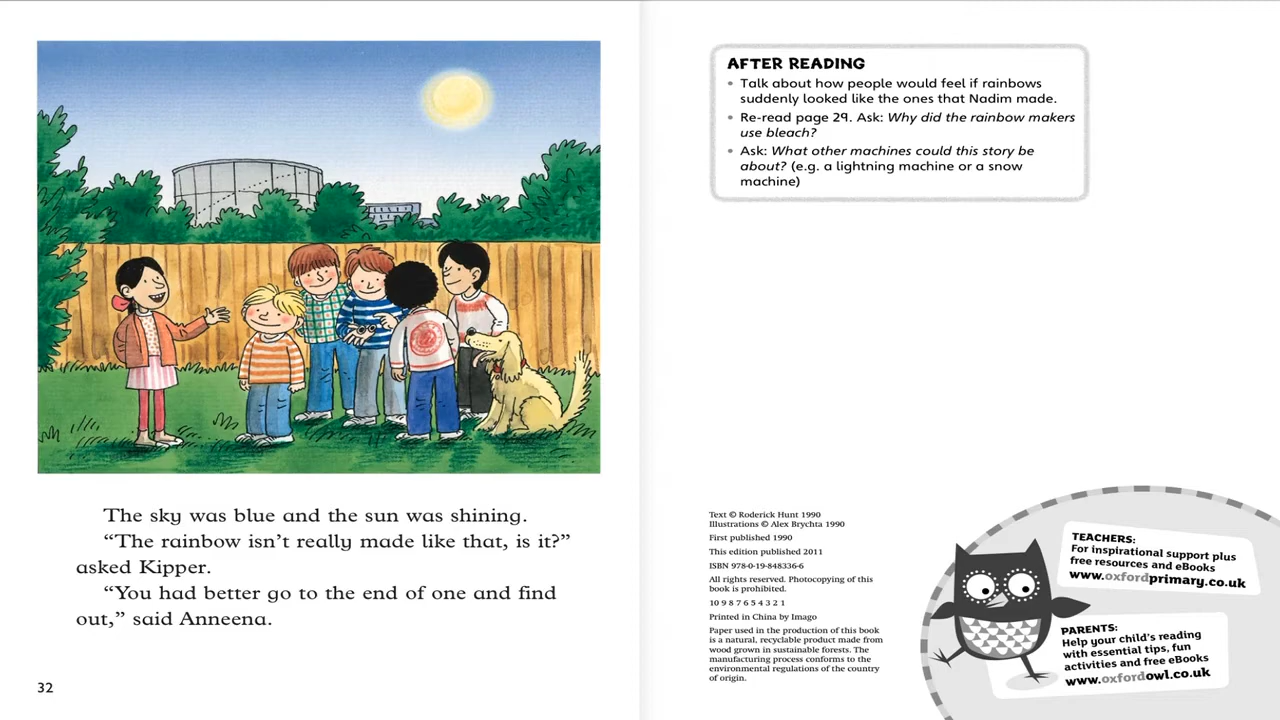 The sky was blue and the sun was shining.
“The rainbow isn’t really made like that, is it?”
asked Kipper.
“You had better go to the end of one and find
out,” said Anneena.
32
AFTER READING
• Talk about how people would feel if rainbows
suddenly looked like the ones that Nadim made.
• Re-read page 29. Ask: Why did the rainbow makers
use bleach?
• Ask: What other machines could this story be
about? (e.g. a lightning machine or a snow
machine)
Text © Roderick Hunt 1990
Illustrations © Alex Brychta 1990
First published 1990
This edition published 2011
ISBN 978-0-19-848336-6
All rights reserved. Photocopying of this
book is prohibited.
10 9 8 7 6 5 4 3 2 1
Printed in China by Imago
Paper used in the production of this book
is a natural, recyclable product made from
wood grown in sustainable forests. The
manufacturing process conforms to the
environmental regulations of the country
of origin.
TEACHERS:
For inspirational support plus
free resources and eBooks
www.oxfordprimary.co.uk
PARENTS:
Help your child’s reading
with essential tips, fun
activities and free eBooks
www.oxfordowl.co.uk